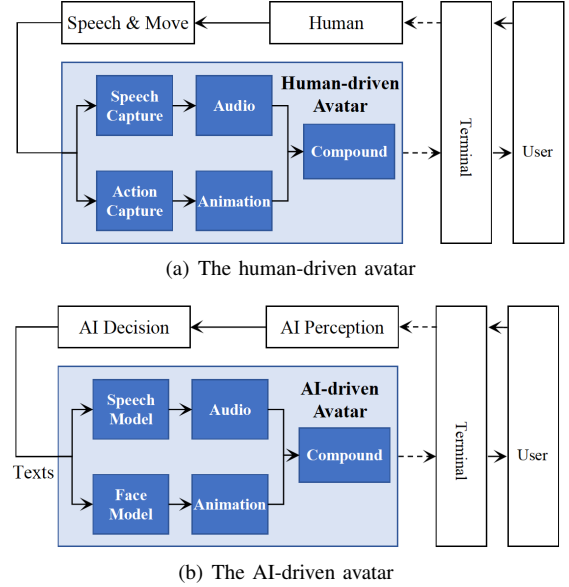 Speech & Move
Human
Human-driven
Avatar
Speech
Capture
Audio
Compound
Action
Capture
Animation
Terminal
User
(a) The human-driven avatar
AI Decision
AI Perception
AI-driven
Avatar
Speech
Model
Audio
Compound
Texts
Face
Model
Animation
Terminal
User
(b) The AI-driven avatar